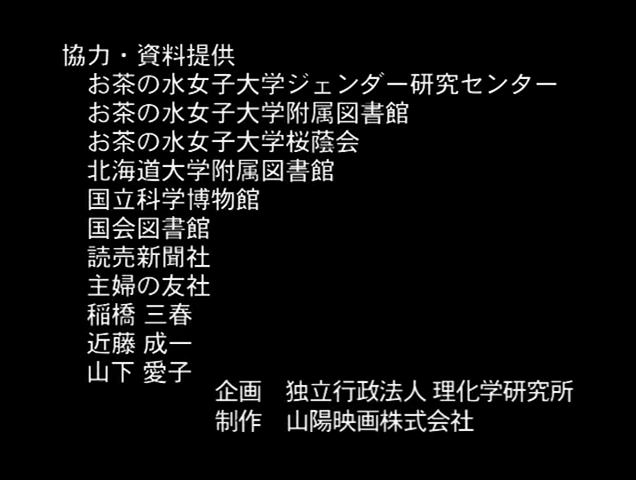 協力・資料提供
お茶の水女子大学ジェンダー研究センター
お茶の水女子大学附属図書館
お茶の水女子大学桜蔭会
北海道大学附属図書館
国立科学博物館
国会図書館
読売新聞社
主婦の友社
稲橋 三春
近藤 成一
山下 愛子
企画　独立行政法人 理化学研究所
制作　山陽映画株式会社